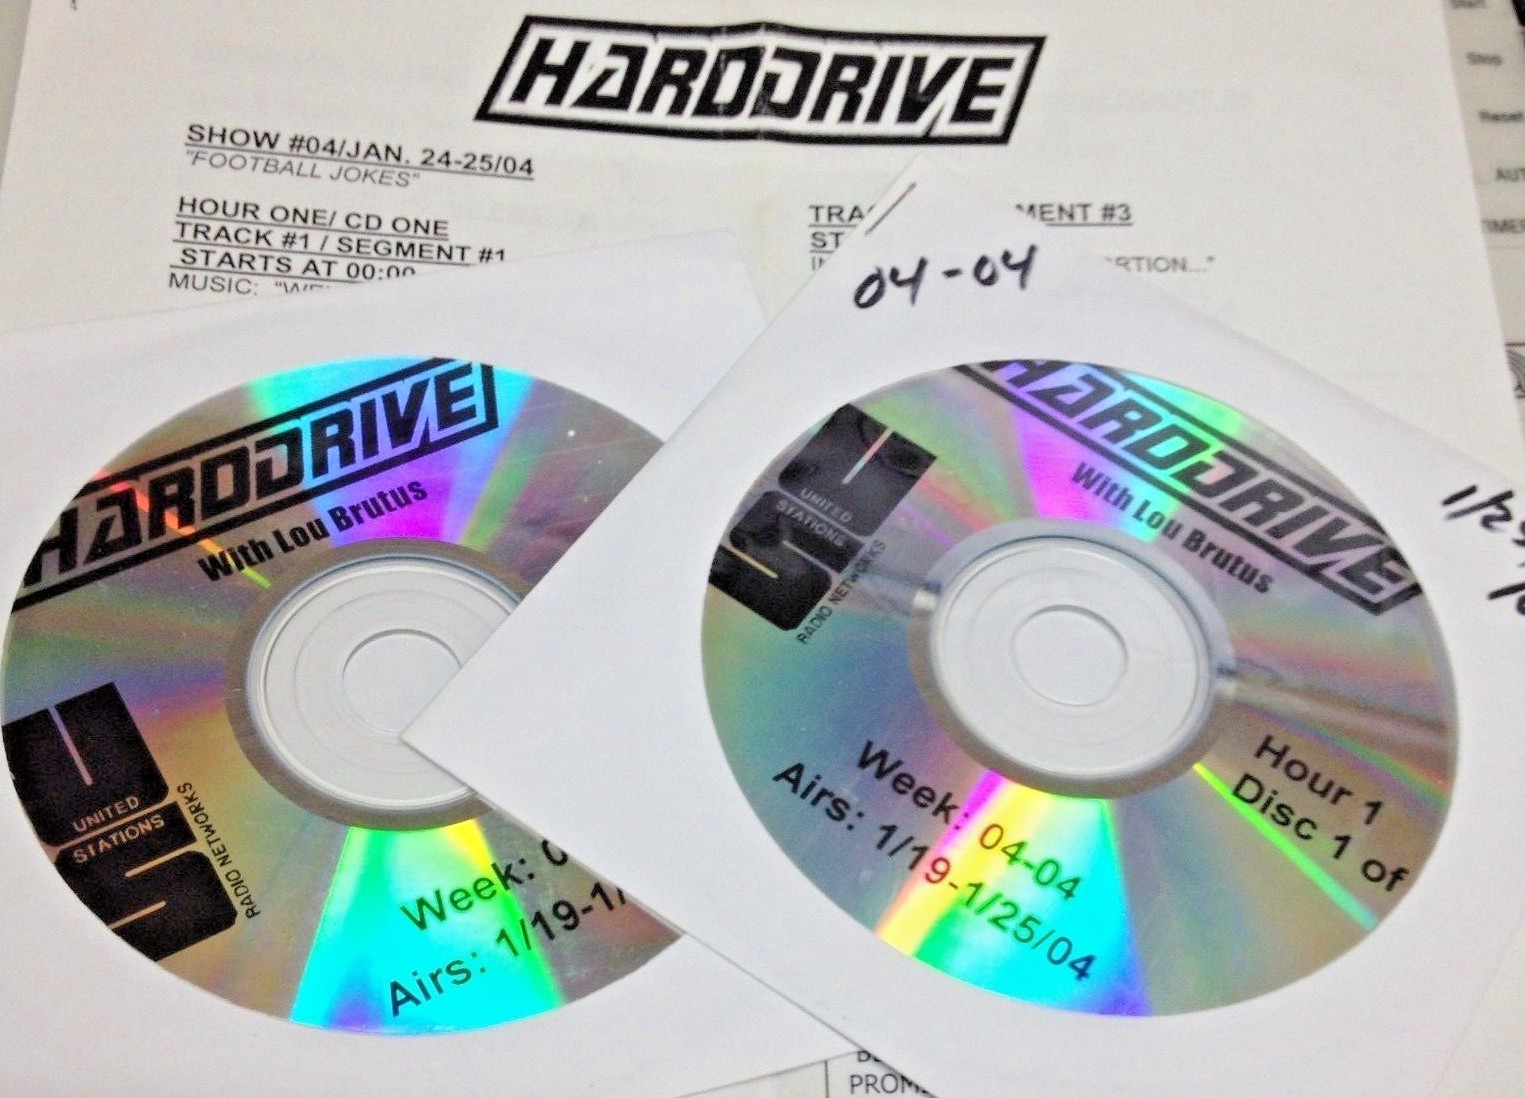 HARDDRIVE
SHOW #04/JAN. 24-25/04
"FOOTBALL JOKES"
HOUR ONE/ CD ONE
TRACK #1 / SEGMENT #1
STARTS AT 00:00
MUSIC:
#3
04-04
HARDDRIVE
With Lou Brutus
UNITED
STATIONS
RADIO NETWORKS
Week:
Airs: 1/19-1/
HARDDRIVE
With Lou Brutus
UNITED
STATIONS
RADIO NETWORKS
Hour 1
Disc 1 of
Week: 04-04
Airs: 1/19-1/25/04
Stop
Reset